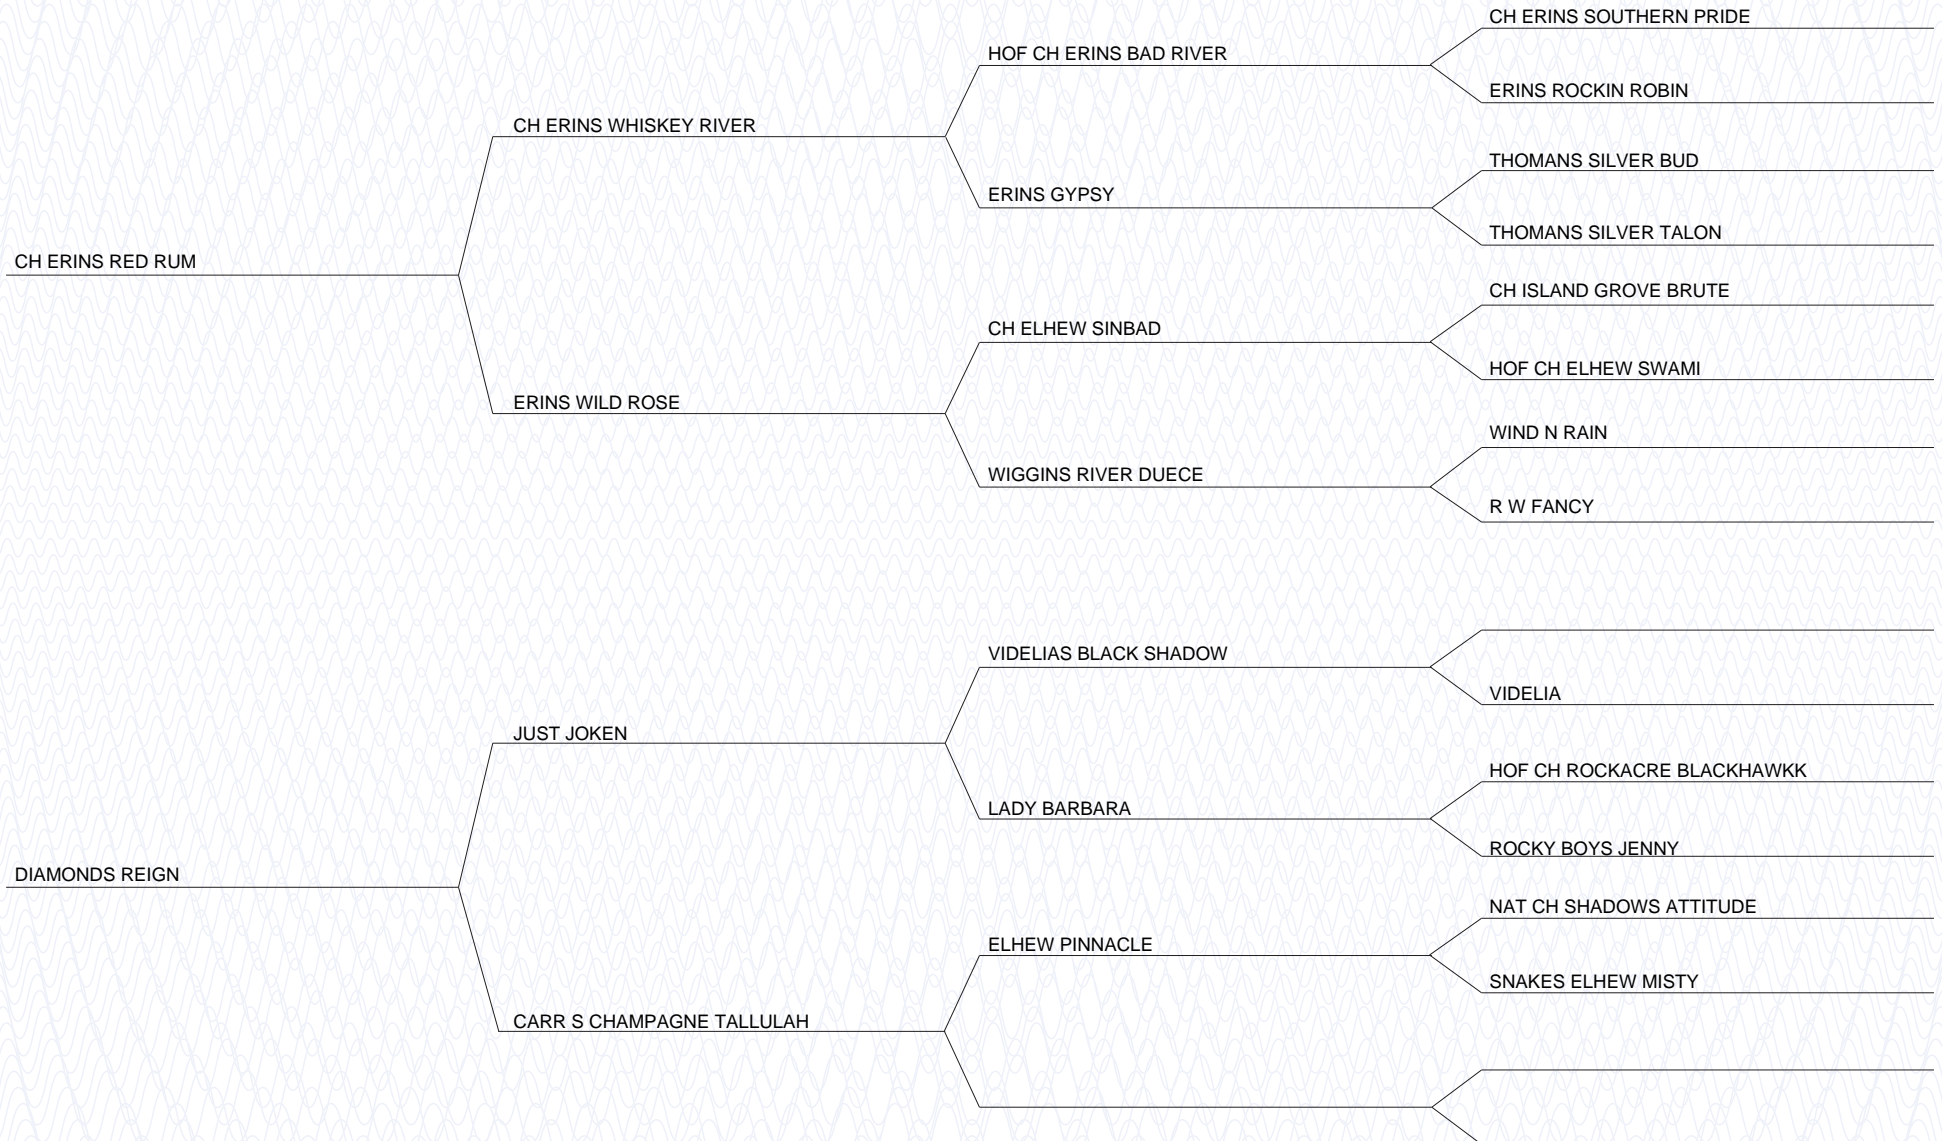 CH ERINS SOUTHERN PRIDE
HOF CH ERINS BAD RIVER
ERINS ROCKIN ROBIN
CH ERINS WHISKEY RIVER
THOMANS SILVER BUD
ERINS GYPSY
THOMANS SILVER TALON
CH ERINS RED RUM
CH ISLAND GROVE BRUTE
CH ELHEW SINBAD
HOF CH ELHEW SWAMI
ERINS WILD ROSE
WIND N RAIN
WIGGINS RIVER DUECE
R W FANCY
VIDELIAS BLACK SHADOW
VIDELIA
JUST JOKEN
HOF CH ROCKACRE BLACKHAWKK
LADY BARBARA
ROCKY BOYS JENNY
DIAMONDS REIGN
NAT CH SHADOWS ATTITUDE
ELHEW PINNACLE
SNAKES ELHEW MISTY
CARR S CHAMPAGNE TALLULAH